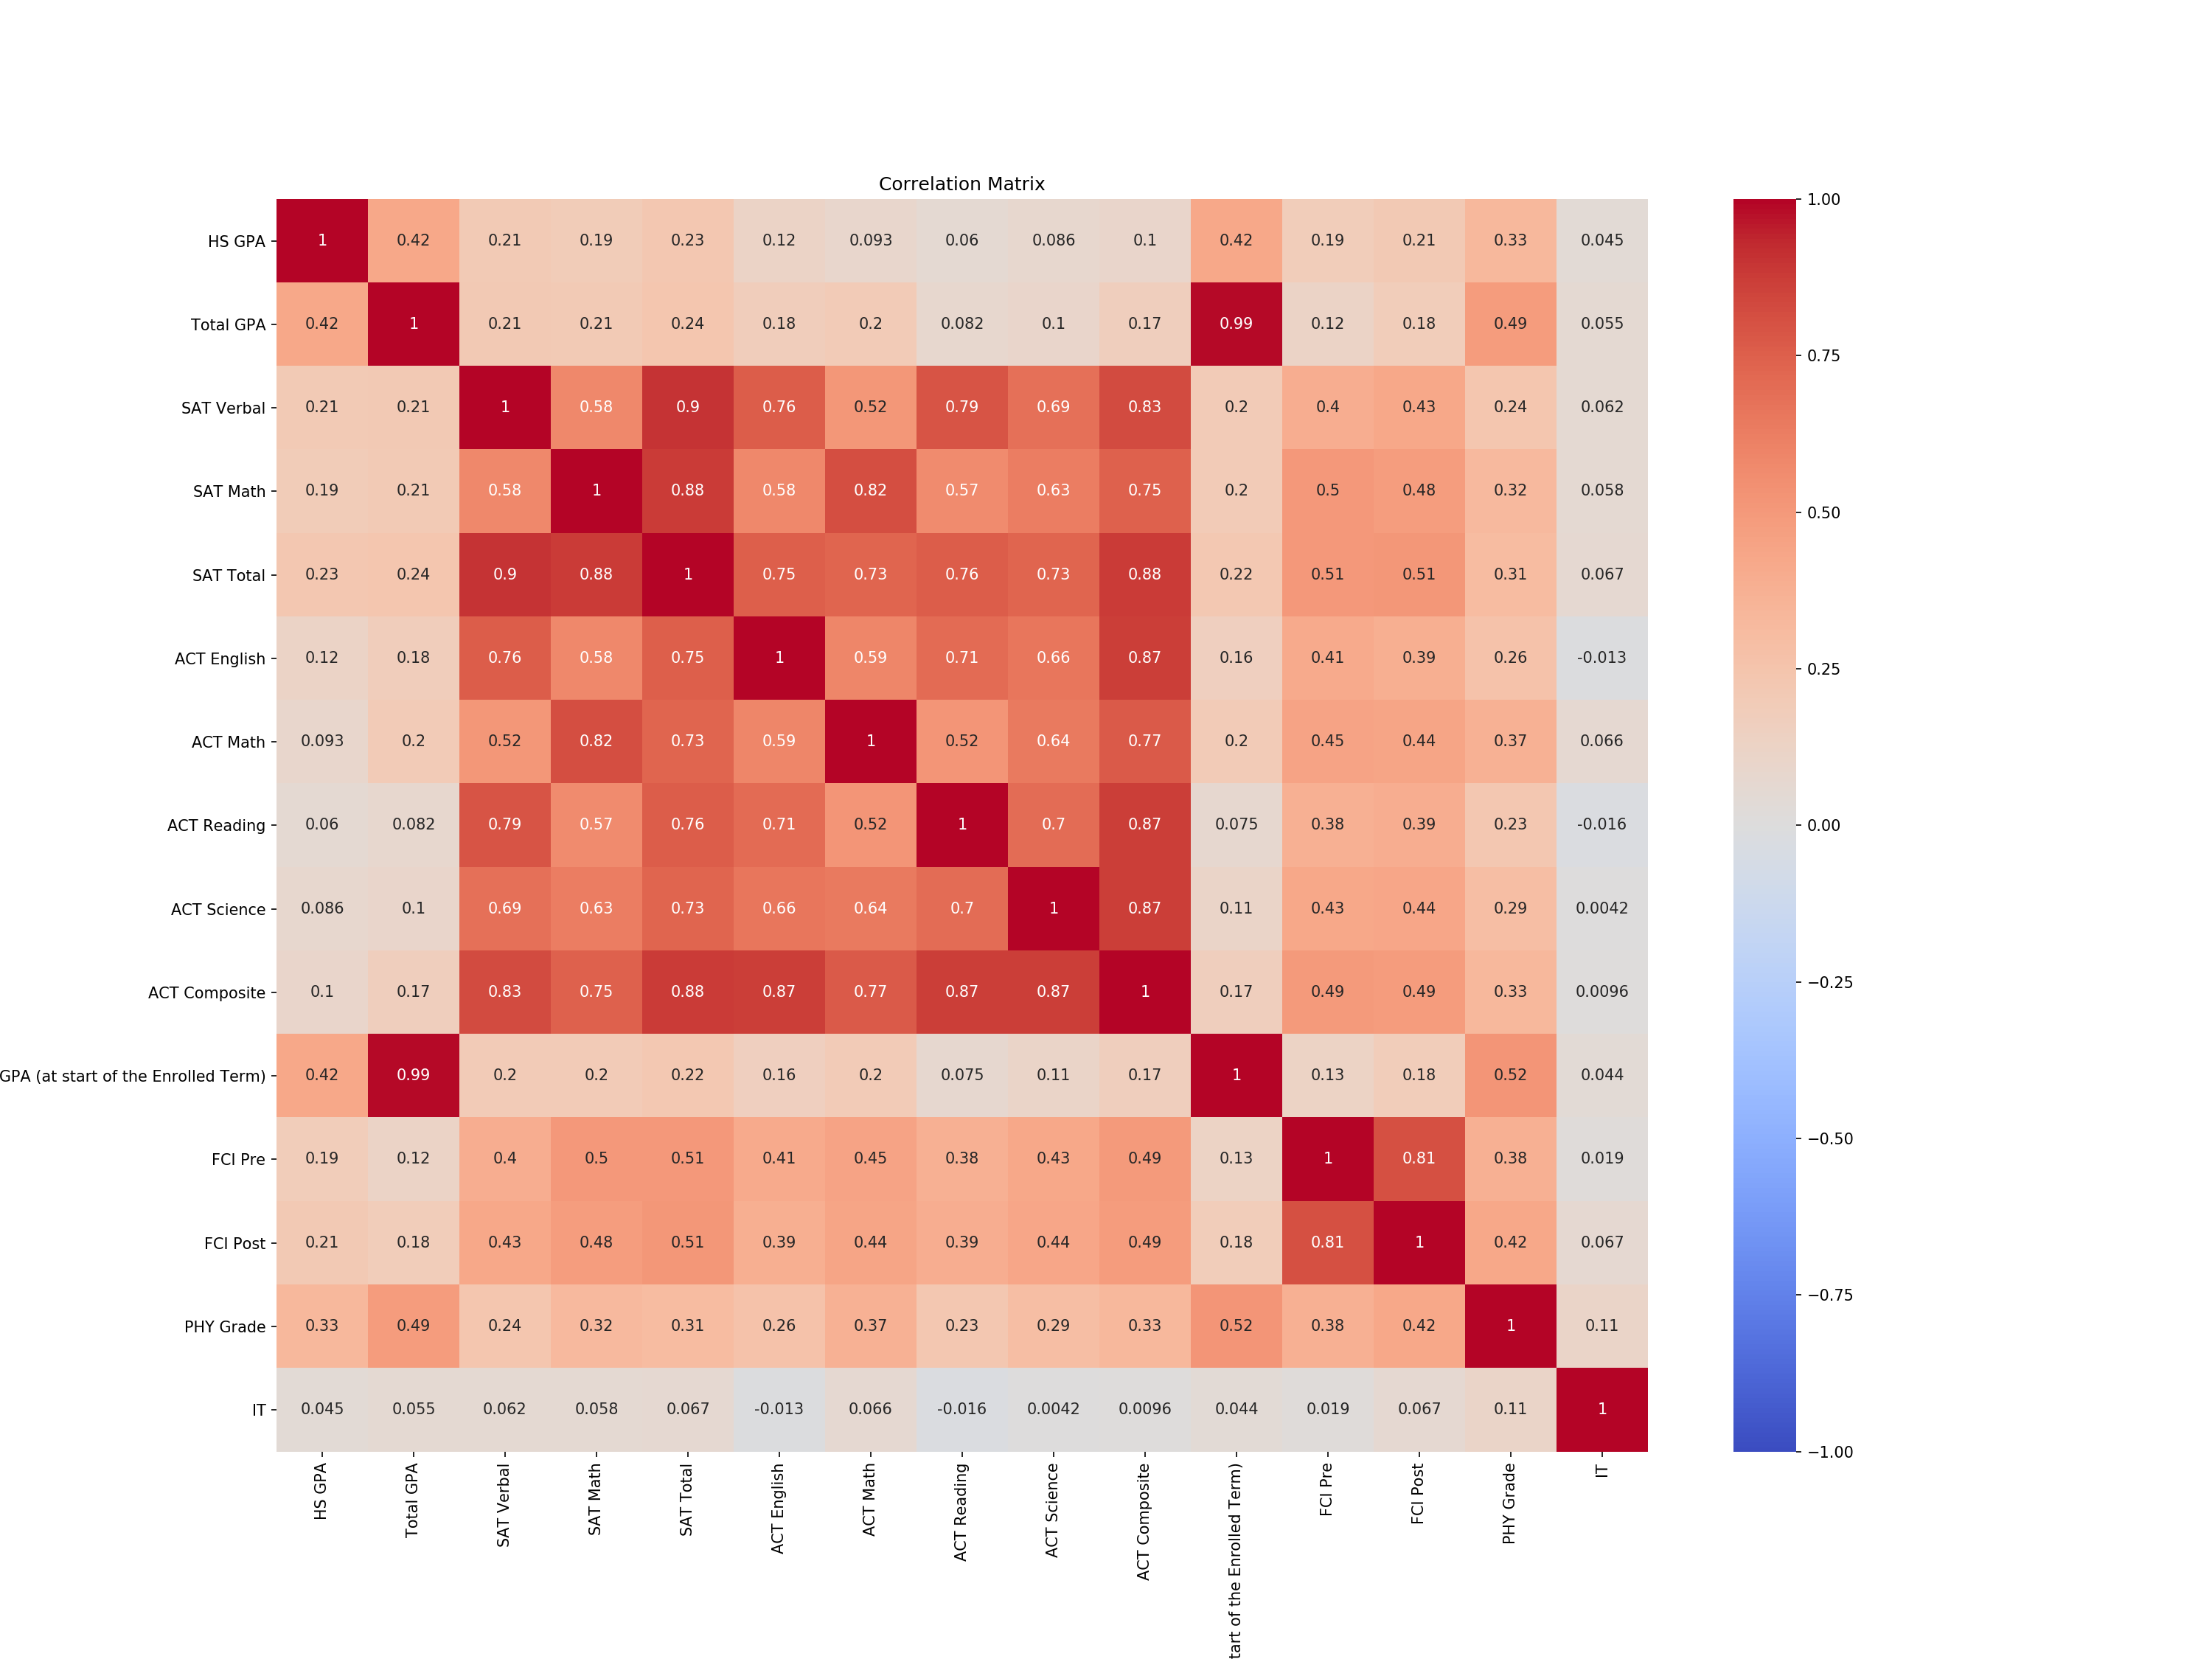 Correlation Matrix
HS GPA 1 0.42 0.21 0.19 0.23 0.12 0.093 0.06 0.086 0.1 0.42 0.19 0.21 0.33 0.045
Total GPA 0.42 1 0.21 0.21 0.24 0.18 0.2 0.082 0.1 0.17 0.99 0.12 0.18 0.49 0.055
SAT Verbal 0.21 0.21 1 0.58 0.9 0.76 0.52 0.79 0.69 0.83 0.2 0.4 0.43 0.24 0.062
SAT Math 0.19 0.21 0.58 1 0.88 0.58 0.82 0.57 0.63 0.75 0.2 0.5 0.48 0.32 0.058
SAT Total 0.23 0.24 0.9 0.88 1 0.75 0.73 0.76 0.73 0.88 0.22 0.51 0.51 0.31 0.067
ACT English 0.12 0.18 0.76 0.58 0.75 1 0.59 0.71 0.66 0.87 0.16 0.41 0.39 0.26 -0.013
ACT Math 0.093 0.2 0.52 0.82 0.73 0.59 1 0.52 0.64 0.77 0.2 0.45 0.44 0.37 0.066
ACT Reading 0.06 0.082 0.79 0.57 0.76 0.71 0.52 1 0.7 0.87 0.075 0.38 0.39 0.23 -0.016
ACT Science 0.086 0.1 0.69 0.63 0.73 0.66 0.64 0.7 1 0.87 0.11 0.43 0.44 0.29 0.0042
ACT Composite 0.1 0.17 0.83 0.75 0.88 0.87 0.77 0.87 0.87 1 0.17 0.49 0.49 0.33 0.0096
GPA (at start of the Enrolled Term) 0.42 0.99 0.2 0.2 0.22 0.16 0.2 0.075 0.11 0.17 1 0.13 0.18 0.52 0.044
FCI Pre 0.19 0.12 0.4 0.5 0.51 0.41 0.45 0.38 0.43 0.49 0.13 1 0.81 0.38 0.019
FCI Post 0.21 0.18 0.43 0.48 0.51 0.39 0.44 0.39 0.44 0.49 0.18 0.81 1 0.42 0.067
PHY Grade 0.33 0.49 0.24 0.32 0.31 0.26 0.37 0.23 0.29 0.33 0.52 0.38 0.42 1 0.11
IT 0.045 0.055 0.062 0.058 0.067 -0.013 0.066 -0.016 0.0042 0.0096 0.044 0.019 0.067 0.11 1
HS GPA
Total GPA
SAT Verbal
SAT Math
SAT Total
ACT English
ACT Math
ACT Reading
ACT Science
ACT Composite
tart of the Enrolled Term)
FCI Pre
FCI Post
PHY Grade
IT
1.00
0.75
0.50
0.25
0.00
−0.25
−0.50
−0.75
−1.00